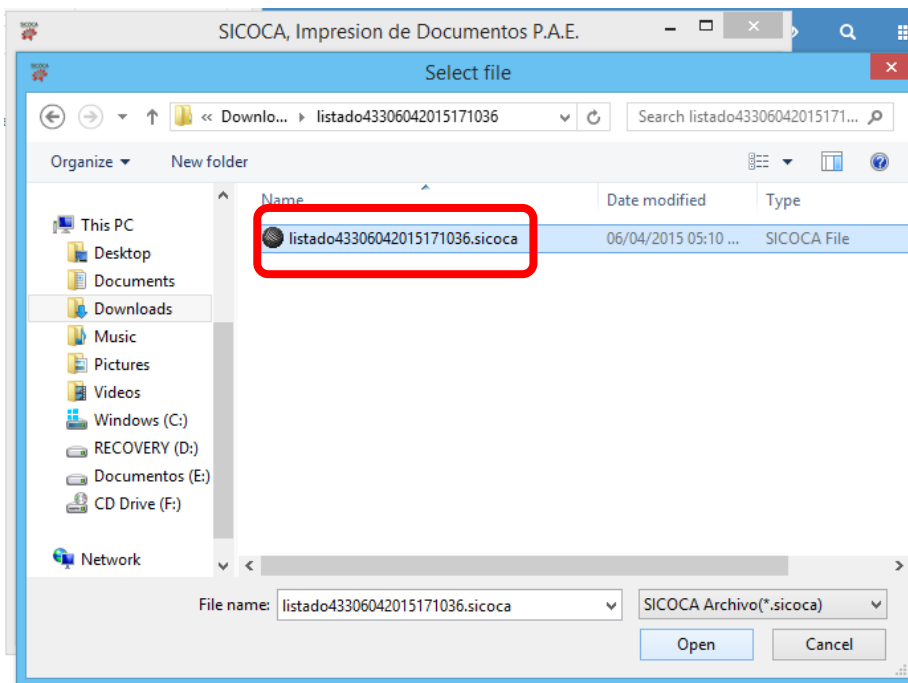 SICOCA, Impresion de Documentos P.A.E.
Select file
« Downlo... listado43306042015171036
Search listado43306042015171...
Organize New folder
Name Date modified Type
listado43306042015171036.sicoca 06/04/2015 05:10 ... SICOCA File
This PC
Desktop
Documents
Downloads
Music
Pictures
Videos
Windows (C:)
RECOVERY (D:)
Documentos (E:)
CD Drive (F:)
Network
File name: listado43306042015171036.sicoca SICOCA Archivo(*.sicoca)
Open Cancel